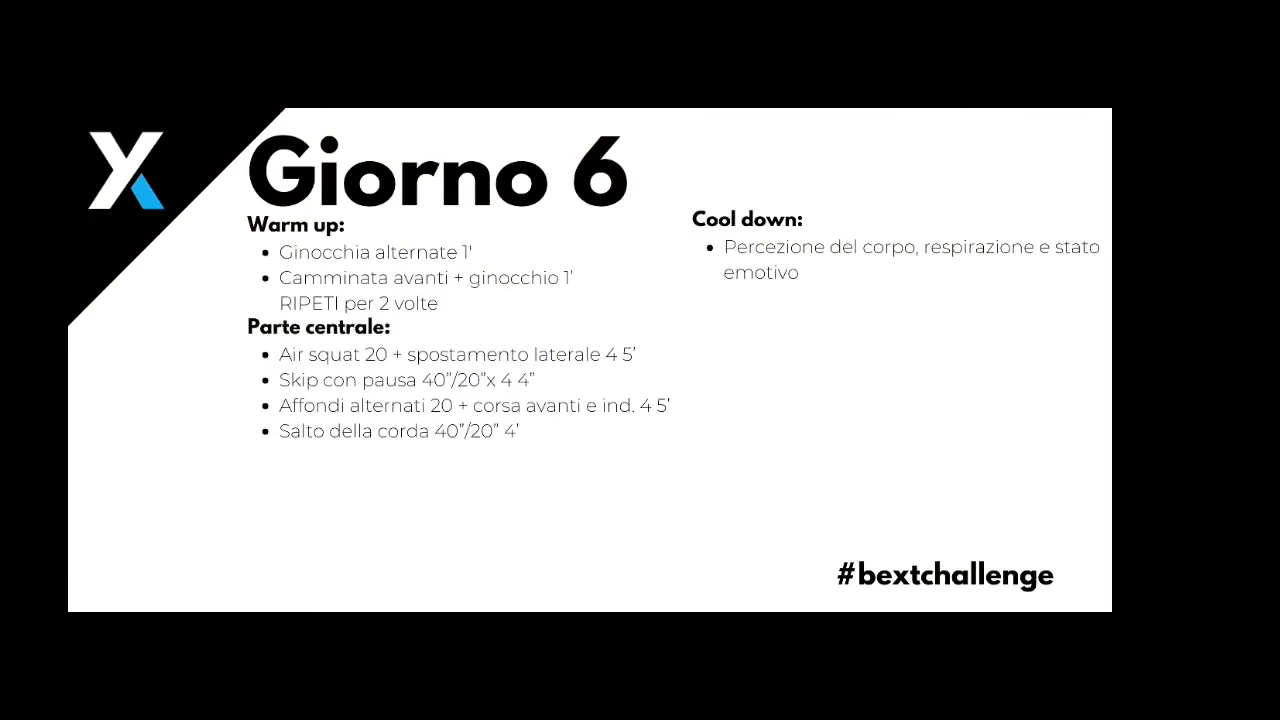 Giorno 6
Warm up:
• Ginocchia alternate 1'
• Camminata avanti + ginocchio 1’
RIPETI per 2 volte
Parte centrale:
• Air squat 20 + spostamento laterale 4 5’
• Skip con pausa 40”/20”x 4 4”
• Affondi alternati 20 + corsa avanti e ind. 4 5’
• Salto della corda 40”/20” 4’
Cool down:
• Percezione del corpo, respirazione e stato
emotivo
#bextchallenge